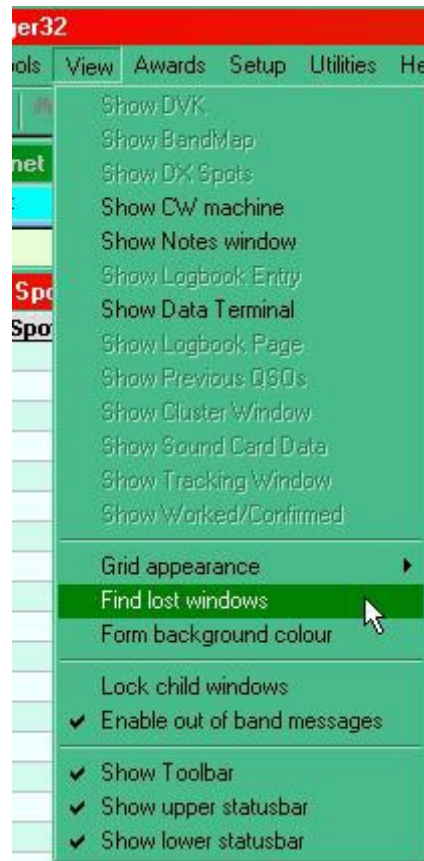 ger32
ools View Awards Setup Utilities He
Show DVK
Show BandMap
net
Show DX Spots
Show CW machine
Show Notes window
Show Logbook Entry
Spo
Show Data Terminal
Spo
Show Logbook Page
Show Previous QSOs
Show Cluster Window
Show Sound Card Data
Show Tracking Window
Show Worked/Confirmed
Grid appearance
Find lost windows
Form background colour
Lock child windows
Enable out of band messages
Show Toolbar
Show upper statusbar
Show lower statusbar